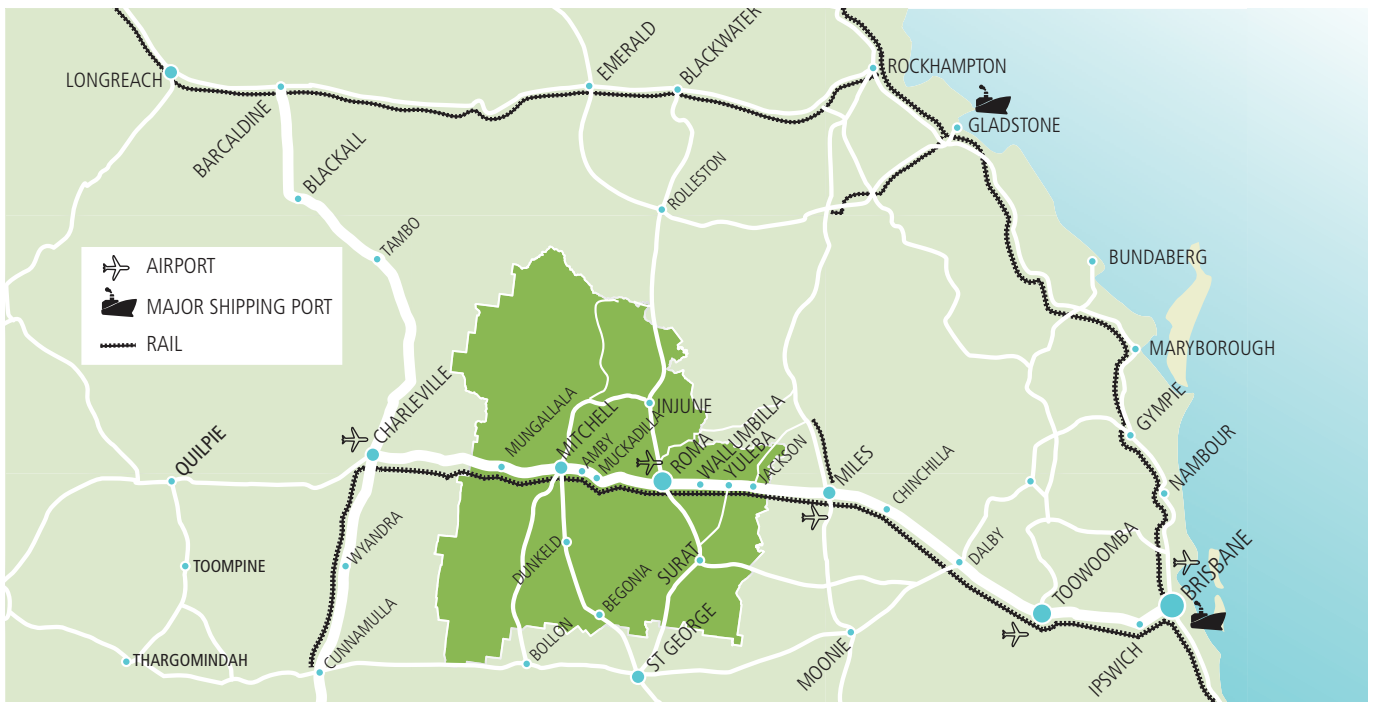 LONGREACH
BARCALDINE
BLACKALL
TAMBO
EMERALD
BLACKWATER
ROCKHAMPTON
GLADSTONE
ROLLESTON
BUNDABERG
MARYBOROUGH
GYMPIE
NAMBOUR
AIRPORT
MAJOR SHIPPING PORT
RAIL
CHARLEVILLE
QUILPIE
MUNGALLALA
MITCHELL
AMBY
MUCKADILLA
INJUNE
ROMA
WALLUMBILLA
YULEBA
JACKSON
MILES
CHINCHILLA
DALBY
TOOWOOMBA
BRISBANE
IPSWICH
WYANDRA
TOOMPINE
DUNKELD
BEGONIA
SURAT
THARGOMINDAH
CUNNAMULLA
BOLLON
ST GEORGE
MOONIE